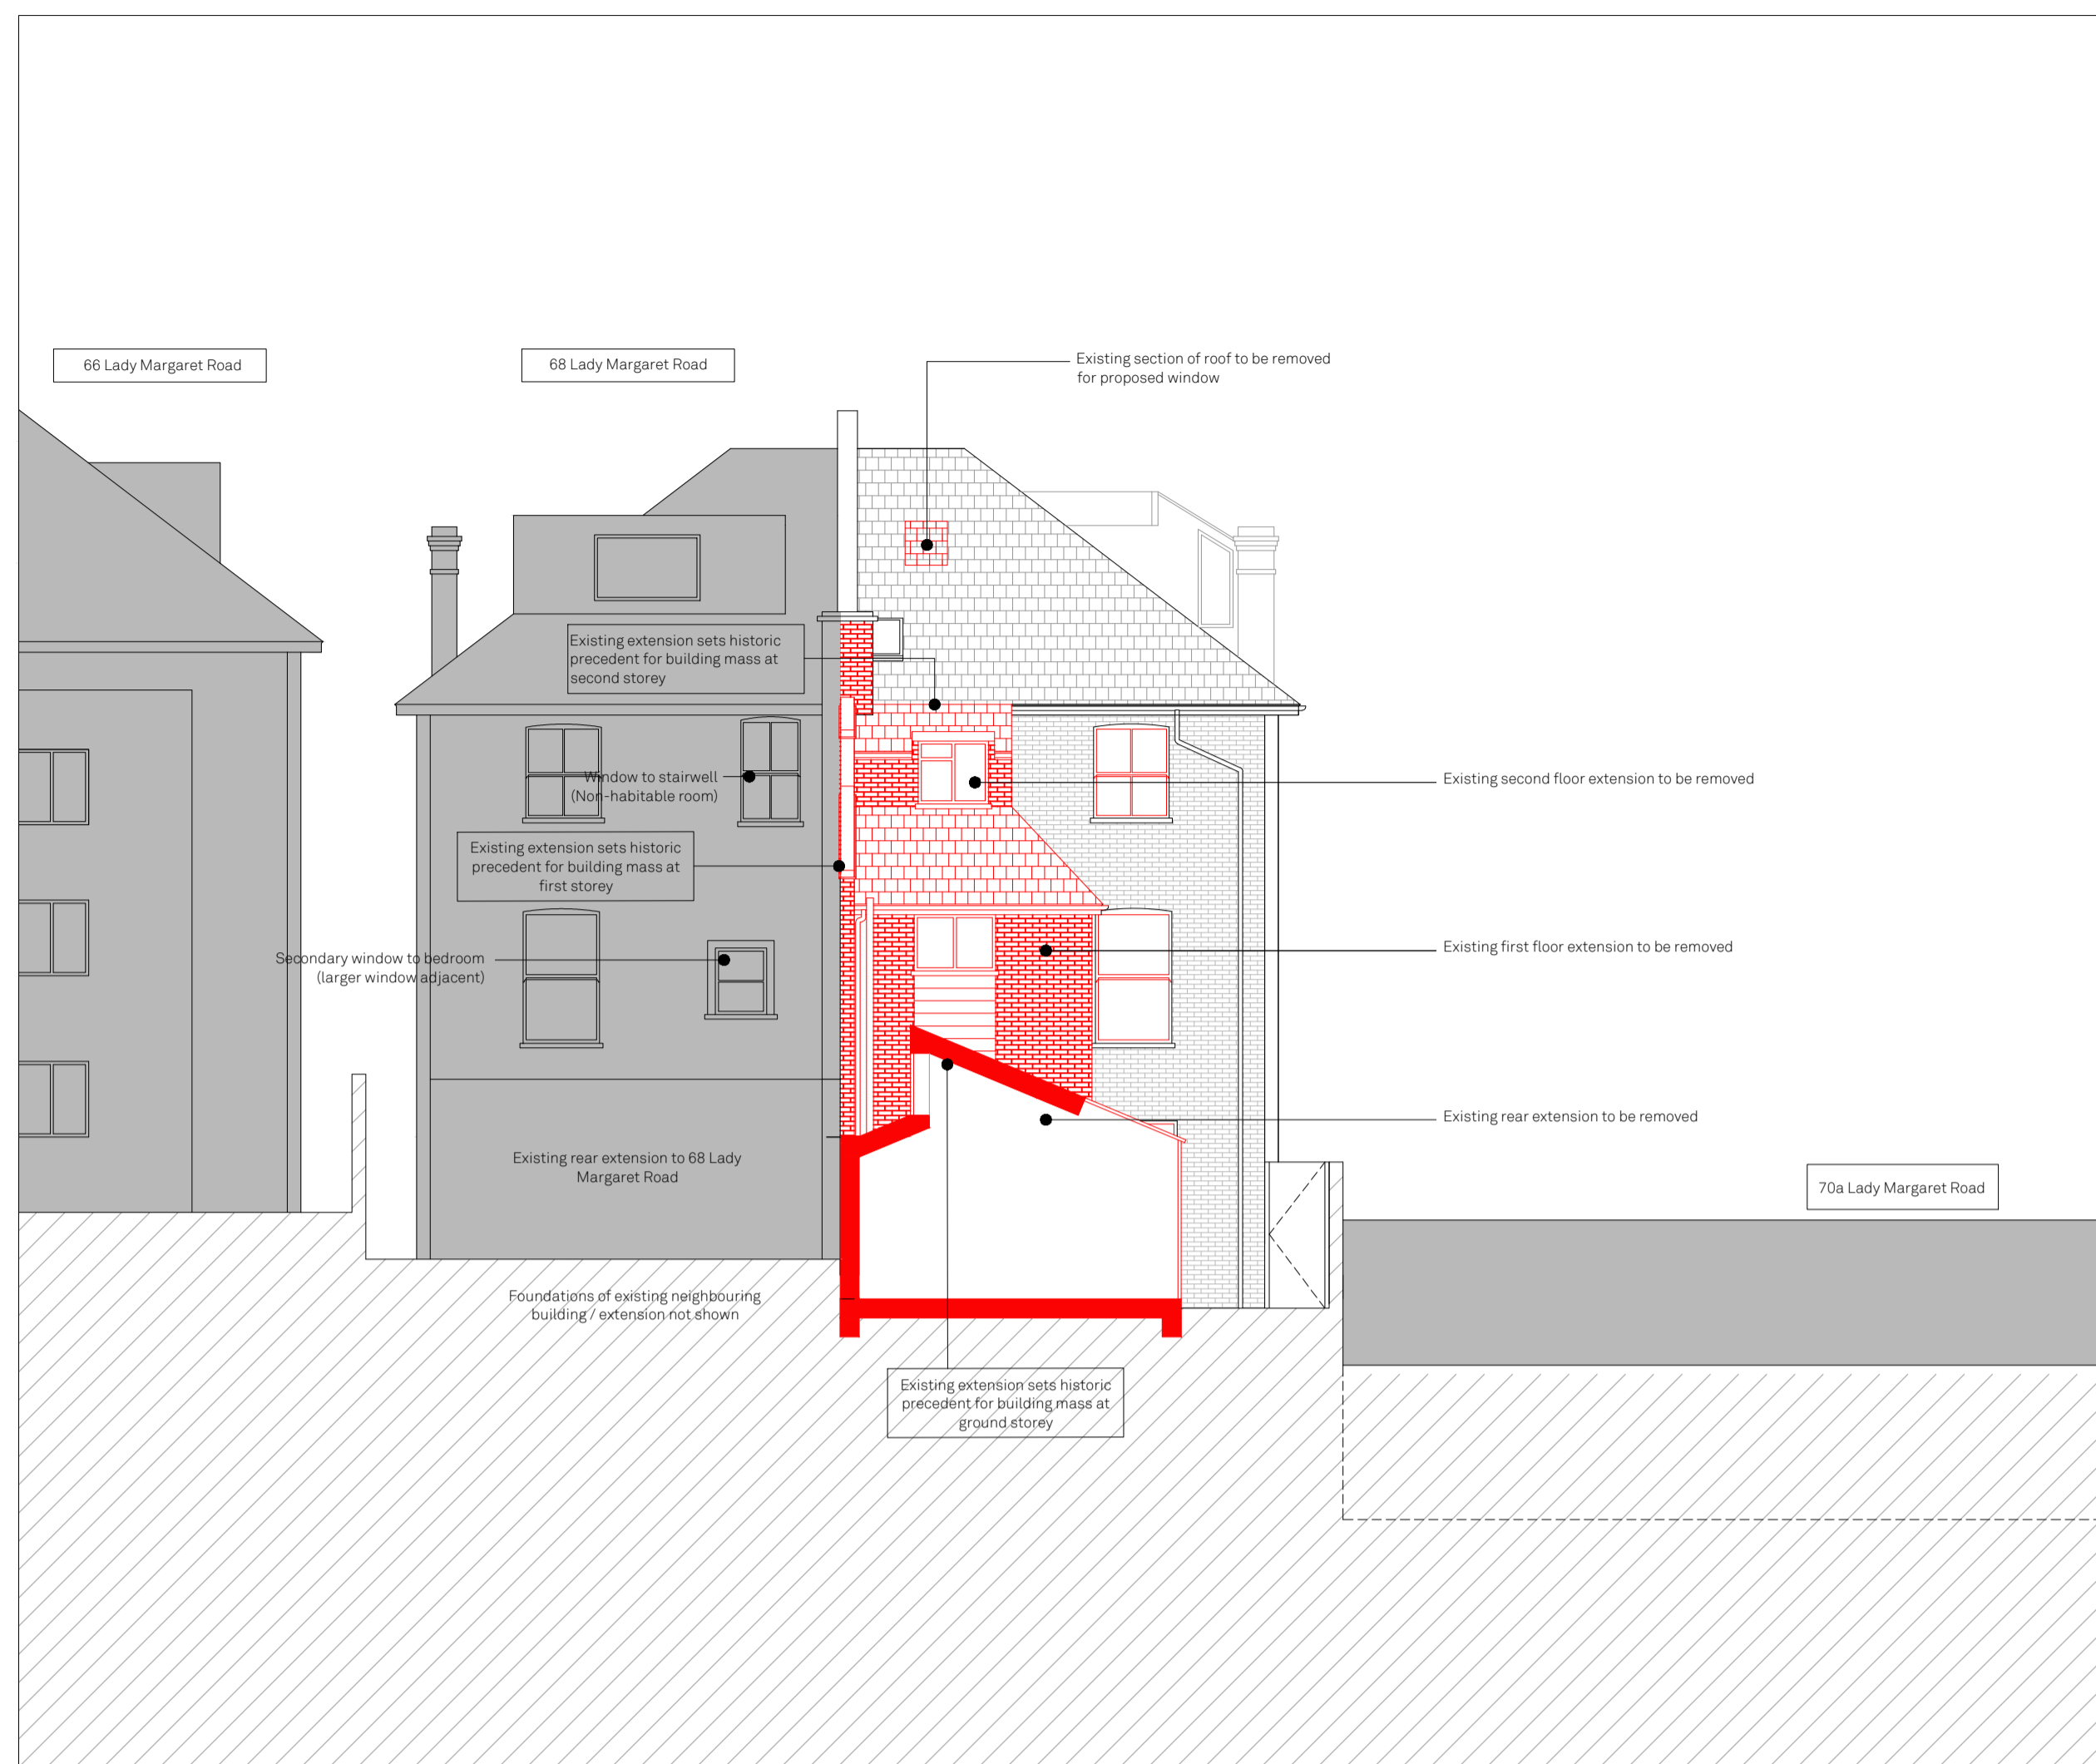 66 Lady Margaret Road
68 Lady Margaret Road
Existing section of roof to be removed
for proposed window
Existing extension sets historic
precedent for building mass at
second storey
Window to stairwell
(Non-habitable room)
Existing second floor extension to be removed
Existing extension sets historic
precedent for building mass at
first storey
Secondary window to bedroom
(larger window adjacent)
Existing first floor extension to be removed
Existing rear extension to be removed
Existing rear extension to 68 Lady
Margaret Road
70a Lady Margaret Road
Foundations of existing neighbouring
building / extension not shown
Existing extension sets historic
precedent for building mass at
ground storey